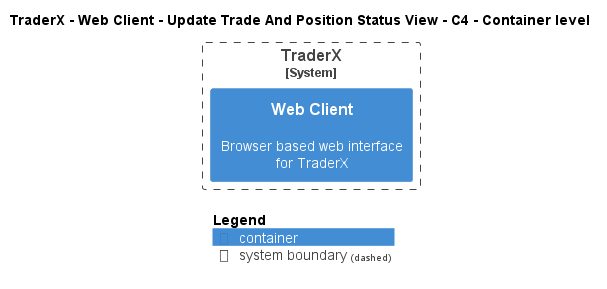 TraderX - Web Client - Update Trade And Position Status View - C4 - Container level
TraderX
[System]
Web Client
Browser based web interface
for TraderX
Legend
container
system boundary (dashed)